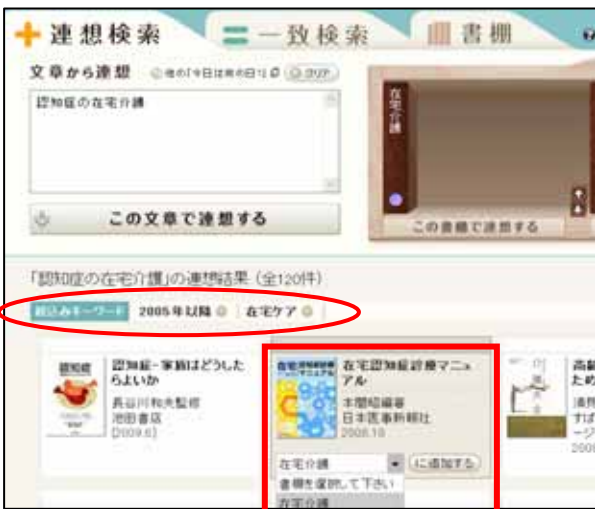 連想検索
一致検索
書棚
文章から連想
認知症の在宅介護
在宅介護
この文章で連想する
この書棚で連想する
「認知症の在宅介護」の連想結果 (全120件)
絞込みキーワード 2005年以降 在宅ケア
認知症-家族はどうした
らよいか
長谷川和夫監修
池田書店
[2009.6]
在宅認知症診療マニュ
アル
本間昭編著
日本医事新報社
2008.10
在宅介護
に追加する
書棚を選択して下さい
在宅介護